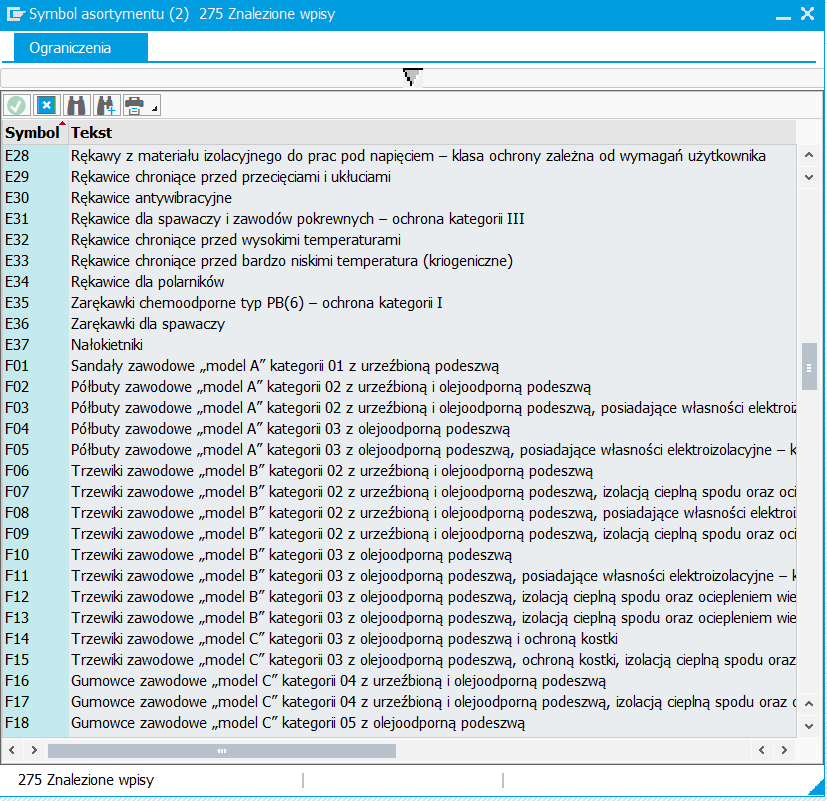 Symbol asortymentu (2) 275 Znalezione wpisy
Ograniczenia
Symbol Tekst
E28 Rękawy z materiału izolacyjnego do prac pod napięciem – klasa ochrony zależna od wymagań użytkownika
E29 Rękawice chroniące przed przecięciami i ukłuciami
E30 Rękawice antywibracyjne
E31 Rękawice dla spawaczy i zawodów pokrewnych – ochrona kategorii III
E32 Rękawice chroniące przed wysokimi temperaturami
E33 Rękawice chroniące przed bardzo niskimi temperatura (kriogeniczne)
E34 Rękawice dla polarników
E35 Zarękawki chemoodporne typ PB(6) – ochrona kategorii I
E36 Zarękawki dla spawaczy
E37 Nałokietniki
F01 Sandały zawodowe „model A” kategorii 01 z urzeźbioną podeszwą
F02 Półbuty zawodowe „model A” kategorii 02 z urzeźbioną i olejoodporną podeszwą
F03 Półbuty zawodowe „model A” kategorii 02 z urzeźbioną i olejoodporną podeszwą, posiadające własności elektroiz
F04 Półbuty zawodowe „model A” kategorii 03 z olejoodporną podeszwą
F05 Półbuty zawodowe „model A” kategorii 03 z olejoodporną podeszwą, posiadające własności elektroizolacyjne – k
F06 Trzewiki zawodowe „model B” kategorii 02 z urzeźbioną i olejoodporną podeszwą
F07 Trzewiki zawodowe „model B” kategorii 02 z urzeźbioną i olejoodporną podeszwą, izolacją cieplną spodu oraz oci
F08 Trzewiki zawodowe „model B” kategorii 02 z urzeźbioną i olejoodporną podeszwą, posiadające własności elektroi
F09 Trzewiki zawodowe „model B” kategorii 02 z urzeźbioną i olejoodporną podeszwą, izolacją cieplną spodu oraz oci
F10 Trzewiki zawodowe „model B” kategorii 03 z olejoodporną podeszwą
F11 Trzewiki zawodowe „model B” kategorii 03 z olejoodporną podeszwą, posiadające własności elektroizolacyjne – k
F12 Trzewiki zawodowe „model B” kategorii 03 z olejoodporną podeszwą, izolacją cieplną spodu oraz ociepleniem wie
F13 Trzewiki zawodowe „model B” kategorii 03 z olejoodporną podeszwą, izolacją cieplną spodu oraz ociepleniem wie
F14 Trzewiki zawodowe „model C” kategorii 03 z olejoodporną podeszwą i ochroną kostki
F15 Trzewiki zawodowe „model C” kategorii 03 z olejoodporną podeszwą, ochroną kostki, izolacją cieplną spodu oraz
F16 Gumowce zawodowe „model C” kategorii 04 z urzeźbioną i olejoodporną podeszwą
F17 Gumowce zawodowe „model C” kategorii 04 z urzeźbioną i olejoodporną podeszwą, izolacją cieplną spodu oraz o
F18 Gumowce zawodowe „model C” kategorii 05 z olejoodporną podeszwą
275 Znalezione wpisy